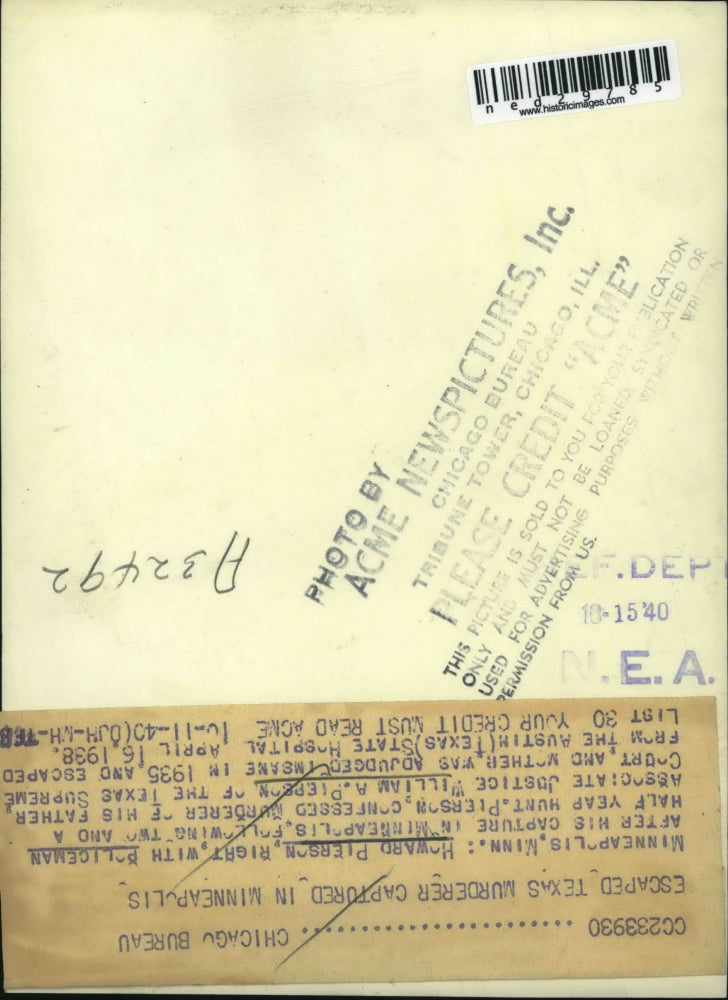 ned29785
www.historicimages.com
PHOTO BY
ACME NEWSPICTURES, Inc.
CHICAGO BUREAU
TRIBUNE TOWER, CHICAGO, ILL.
PLEASE CREDIT "ACME"
THIS PICTURE IS SOLD TO YOU FOR YOUR PUBLICATION
ONLY AND MUST NOT BE LOANED, SYNDICATED OR
USED FOR ADVERTISING PURPOSES WITHOUT WRITTEN
PERMISSION FROM US.
A32492
EF. DEP
10-15'40
N.E.A.
CC233930 .................... CHICAGO BUREAU
ESCAPED TEXAS MURDERER CAPTURED IN MINNEAPOLIS
MINNEAPOLIS, MINN.: HOWARD PIERSON, RIGHT, WITH POLICEMAN
AFTER HIS CAPTURE IN MINNEAPOLIS, FOLLOWING TWO AND A
HALF YEAR HUNT. PIERSON, CONFESSED MURDERER OF HIS FATHER,
ASSOCIATE JUSTICE WILLIAM A. PIERSON OF THE TEXAS SUPREME
COURT, AND MOTHER, WAS ADJUDGED INSANE IN 1935 AND ESCAPED
FROM THE AUSTIN (TEXAS) STATE HOSPITAL APRIL 16, 1938.
LIST 30 YOUR CREDIT MUST READ ACME 10-11-40 (DJH-MH-